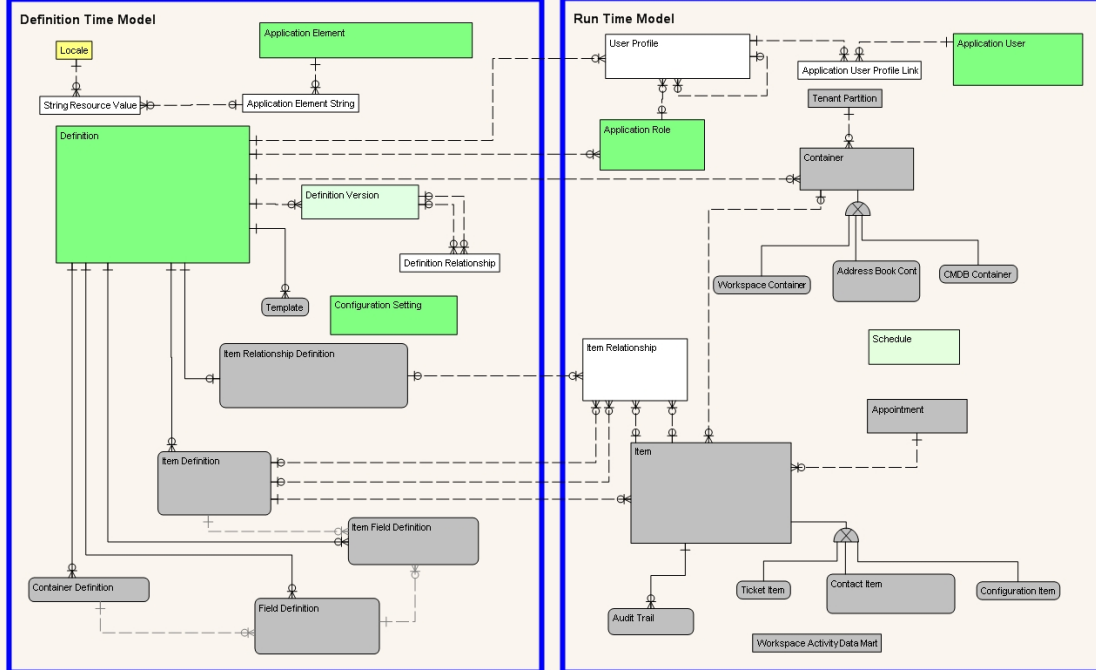 Definition Time Model
Application Element
Locale
String Resource Value
Application Element String
Definition
Definition Version
Definition Relationship
Template
Configuration Setting
Item Relationship Definition
Item Definition
Item Field Definition
Container Definition
Field Definition
Run Time Model
User Profile
Application User
Application User Profile Link
Tenant Partition
Application Role
Container
Workspace Container
Address Book Cont
CMDB Container
Schedule
Item Relationship
Appointment
Item
Ticket Item
Contact Item
Configuration Item
Audit Trail
Workspace Activity Data Mart